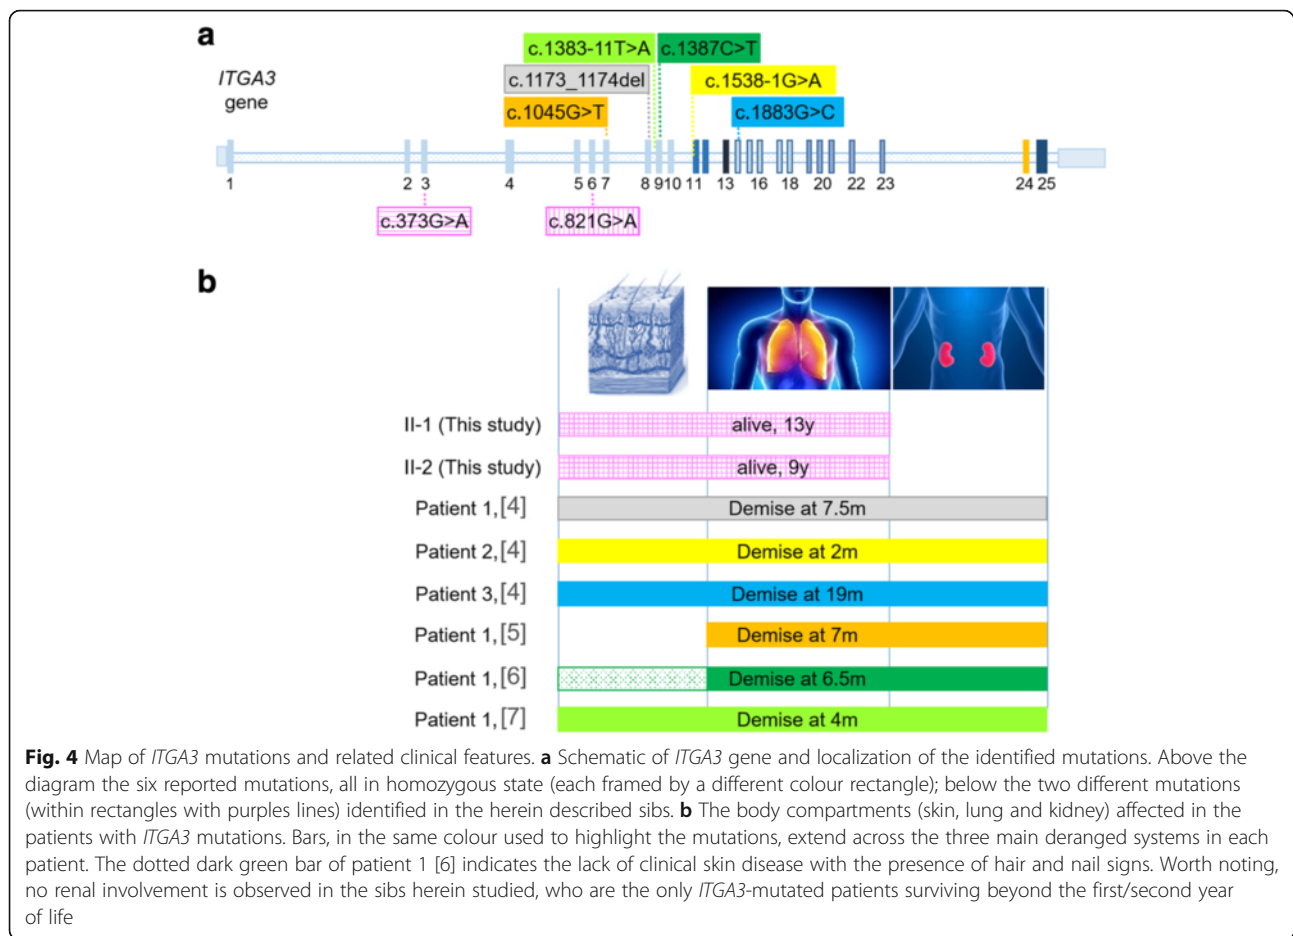 a
c.1383-11T>A c.1387C>T
ITGA3
gene
c.1173_1174del c.1538-1G>A
c.1045G>T c.1883G>C
1 2 3 4 5 6 7 8 9 10 11 13 16 18 20 22 23 24 25
c.373G>A c.821G>A
b
II-1 (This study) alive, 13y
II-2 (This study) alive, 9y
Patient 1, [4] Demise at 7.5m
Patient 2, [4] Demise at 2m
Patient 3, [4] Demise at 19m
Patient 1, [5] Demise at 7m
Patient 1, [6] Demise at 6.5m
Patient 1, [7] Demise at 4m
Fig. 4 Map of ITGA3 mutations and related clinical features. a Schematic of ITGA3 gene and localization of the identified mutations. Above the
diagram the six reported mutations, all in homozygous state (each framed by a different colour rectangle); below the two different mutations
(within rectangles with purples lines) identified in the herein described sibs. b The body compartments (skin, lung and kidney) affected in the
patients with ITGA3 mutations. Bars, in the same colour used to highlight the mutations, extend across the three main deranged systems in each
patient. The dotted dark green bar of patient 1 [6] indicates the lack of clinical skin disease with the presence of hair and nail signs. Worth noting,
no renal involvement is observed in the sibs herein studied, who are the only ITGA3-mutated patients surviving beyond the first/second year
of life